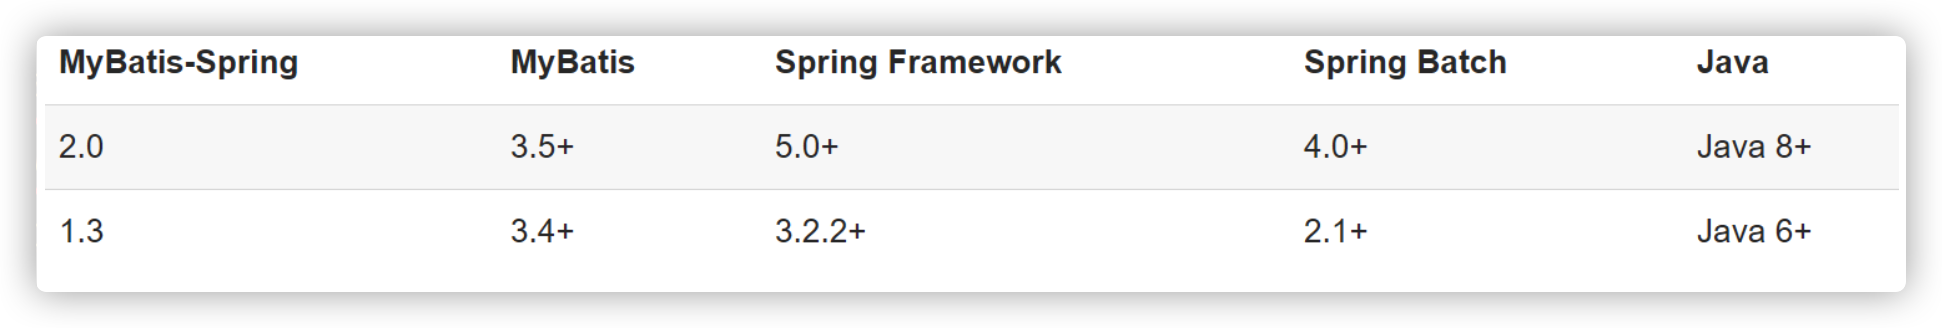 MyBatis-Spring MyBatis Spring Framework Spring Batch Java
2.0 3.5+ 5.0+ 4.0+ Java 8+
1.3 3.4+ 3.2.2+ 2.1+ Java 6+